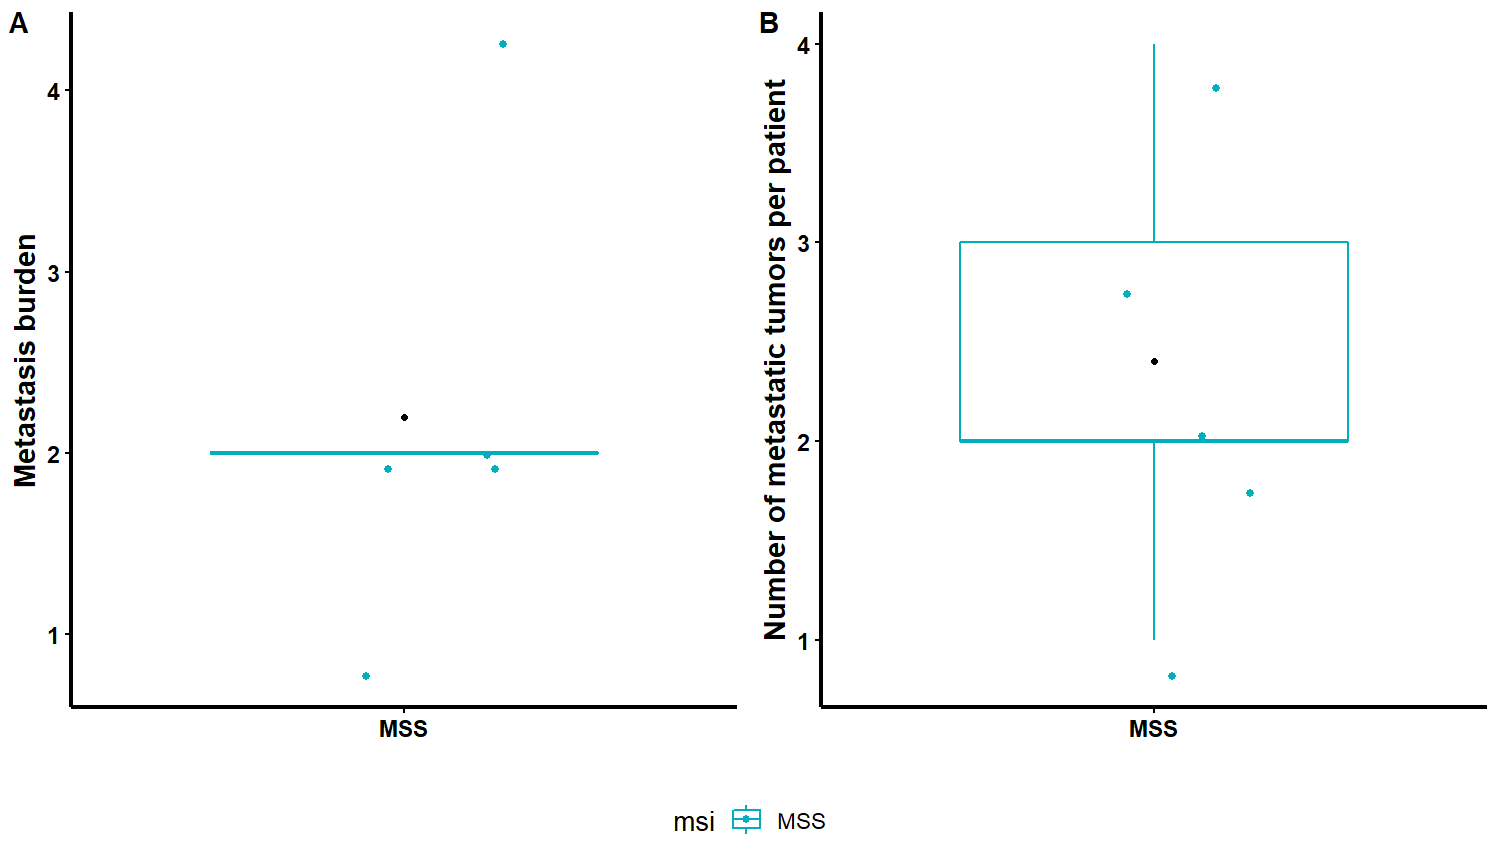 A
Metastasis burden
4
3
2
1
MSS
B
Number of metastatic tumors per patient
4
3
2
1
MSS
msi MSS